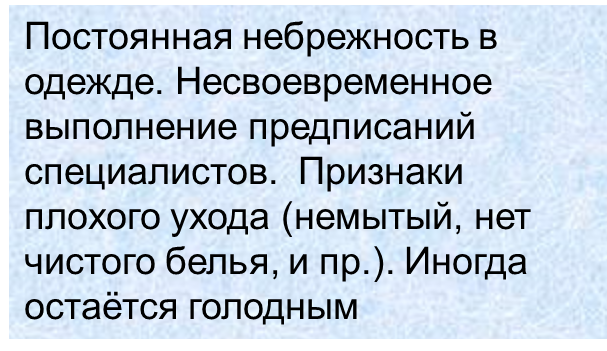 Постоянная небрежность в
одежде. Несвоевременное
выполнение предписаний
специалистов.  Признаки
плохого ухода (немытый, нет
чистого белья, и пр.). Иногда
остаётся голодным